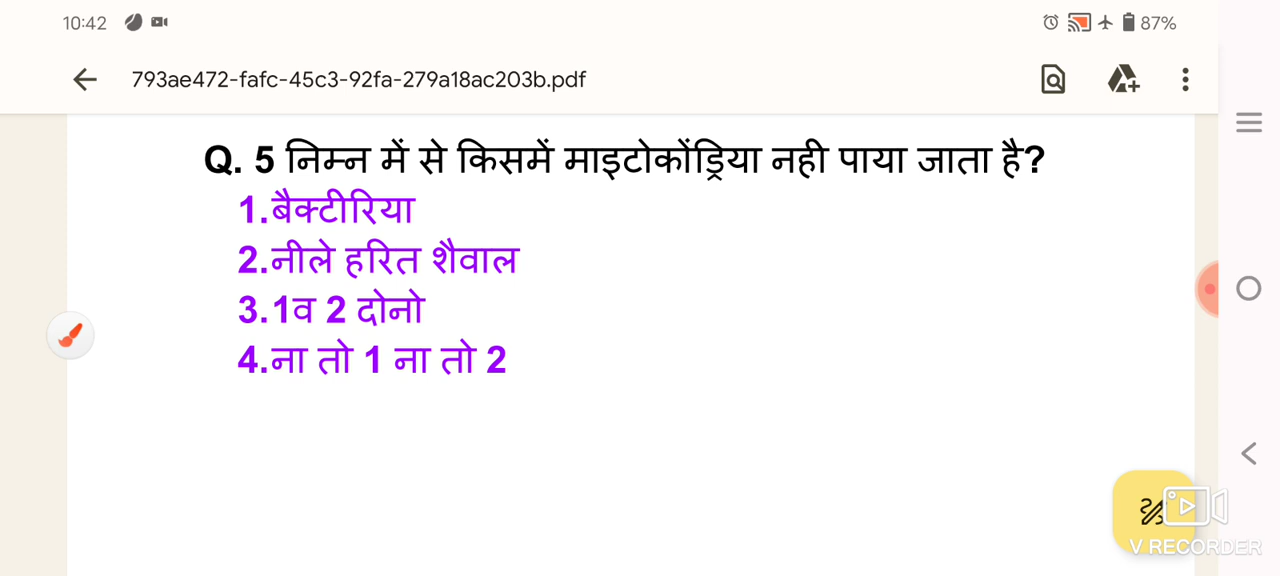 10:42 87%
793ae472-fafc-45c3-92fa-279a18ac203b.pdf
Q. 5 निम्न में से किसमें माइटोकोंड्रिया नही पाया जाता है?
1.बैक्टीरिया
2.नीले हरित शैवाल
3.1व 2 दोनो
4.ना तो 1 ना तो 2
V RECORDER